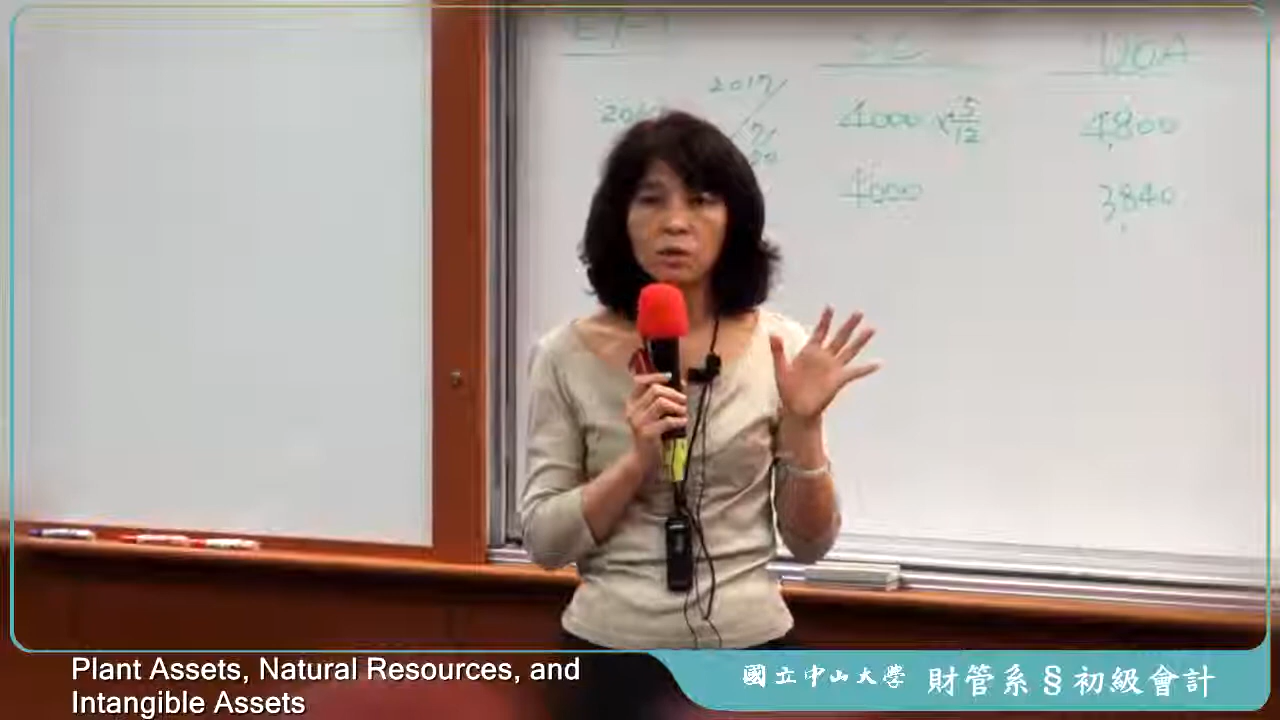 2017/
4000 × 5/12
4800
4000
3840
Plant Assets, Natural Resources, and
Intangible Assets
國立中山大學 財管系§初級會計